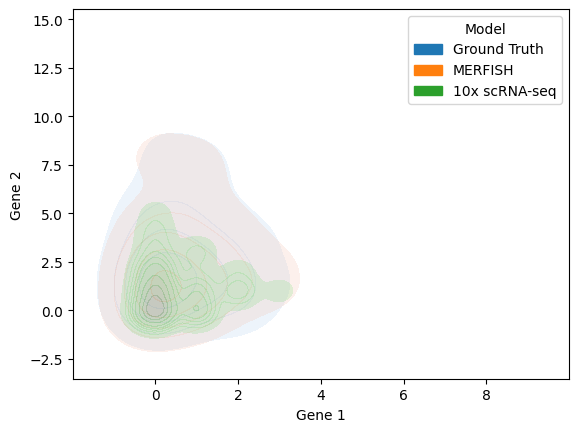 15.0
12.5
10.0
7.5
5.0
2.5
0.0
−2.5
Gene 2
0 2 4 6 8
Gene 1
Model
Ground Truth
MERFISH
10x scRNA-seq